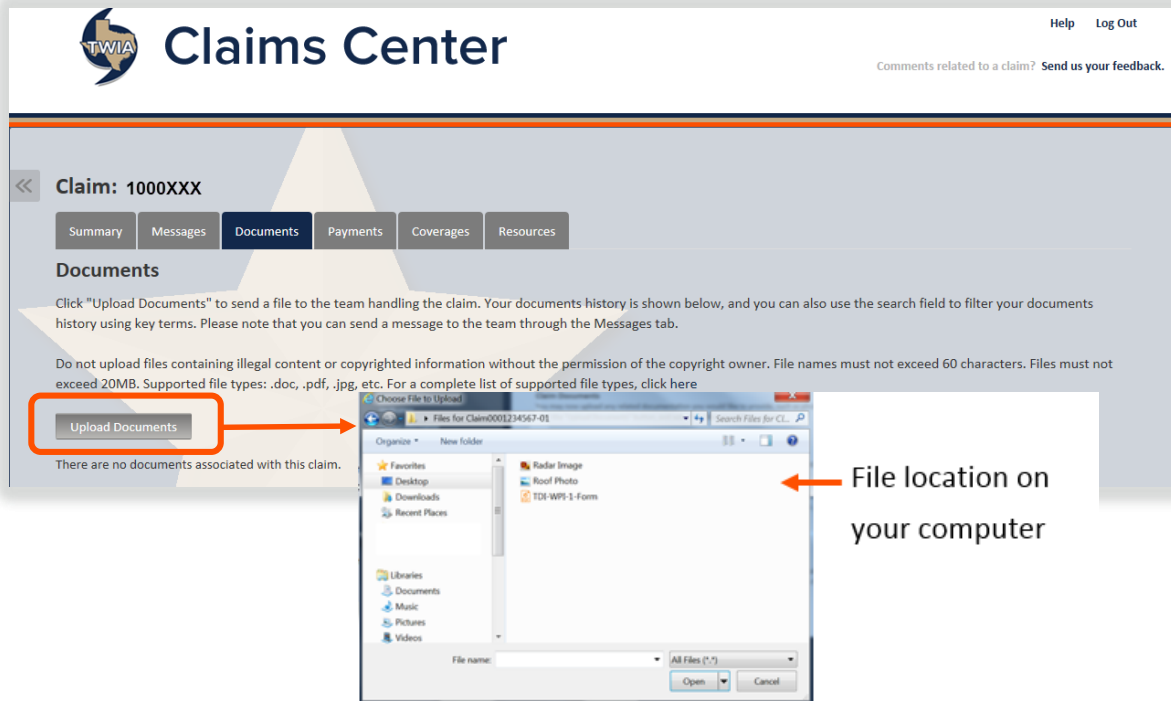 TWIA
Claims Center
Help Log Out
Comments related to a claim? Send us your feedback.
Claim: 1000XXX
Summary Messages Documents Payments Coverages Resources
Documents
Click "Upload Documents" to send a file to the team handling the claim. Your documents history is shown below, and you can also use the search field to filter your documents
history using key terms. Please note that you can send a message to the team through the Messages tab.
Do not upload files containing illegal content or copyrighted information without the permission of the copyright owner. File names must not exceed 60 characters. Files must not
exceed 20MB. Supported file types: .doc, .pdf, .jpg, etc. For a complete list of supported file types, click here
Upload Documents
There are no documents associated with this claim.
Choose File to Upload
Files for Claim0001234567-01
Search Files for Cl...
Organize New folder
Favorites
Desktop
Downloads
Recent Places
Libraries
Documents
Music
Pictures
Videos
Radar Image
Roof Photo
TDI-WPI-1-Form
File name:
All Files (*.*)
Open Cancel
File location on
your computer